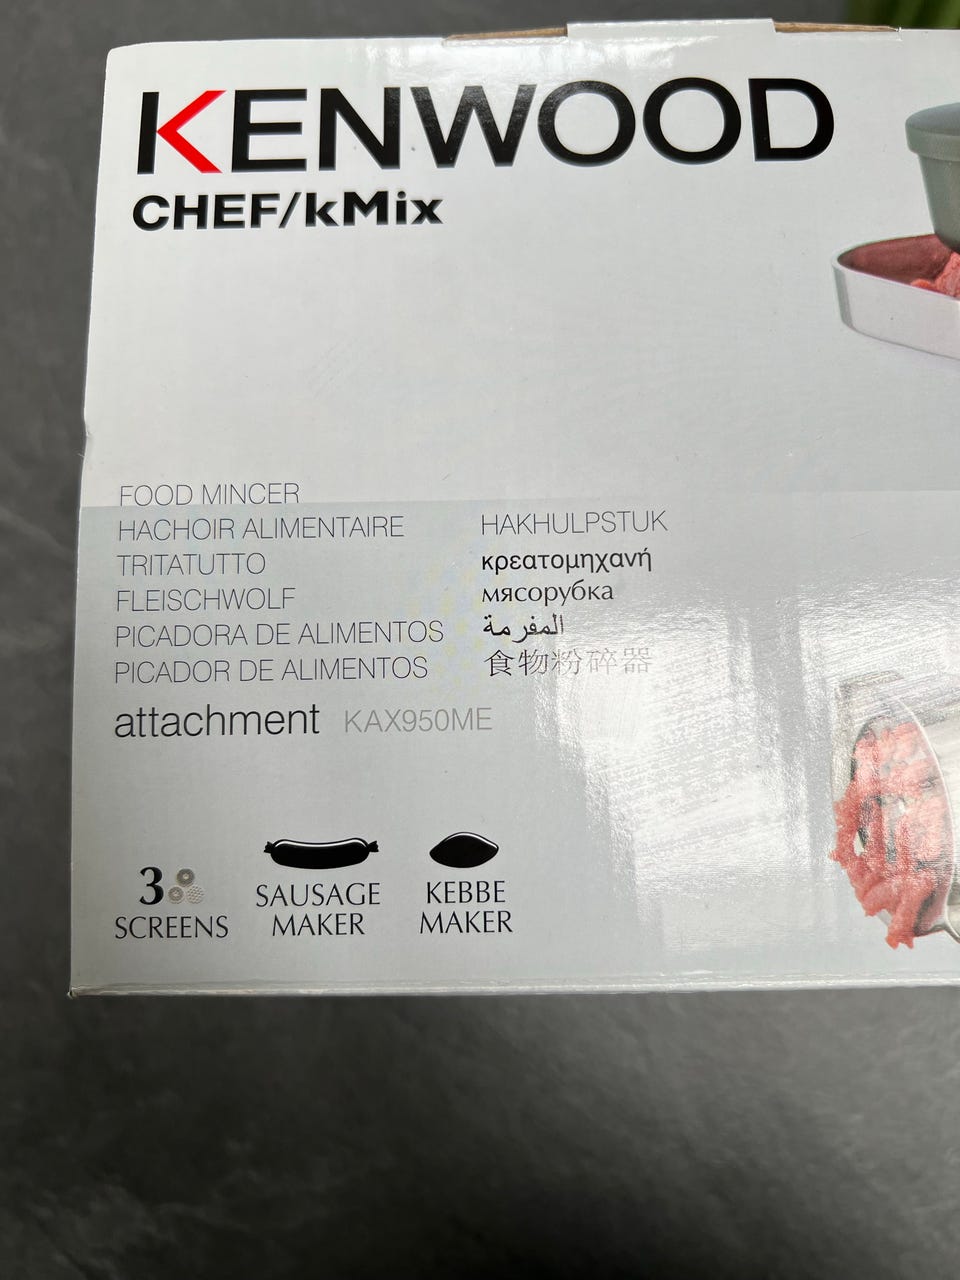 KENWOOD
CHEF/kMix
FOOD MINCER
HACHOIR ALIMENTAIRE
TRITATUTTO
FLEISCHWOLF
PICADORA DE ALIMENTOS
PICADOR DE ALIMENTOS
HAKHULPSTUK
κρεατομηχανή
мясорубка
المفرمة
食物粉碎器
attachment KAX950ME
3
SCREENS
SAUSAGE
MAKER
KEBBE
MAKER